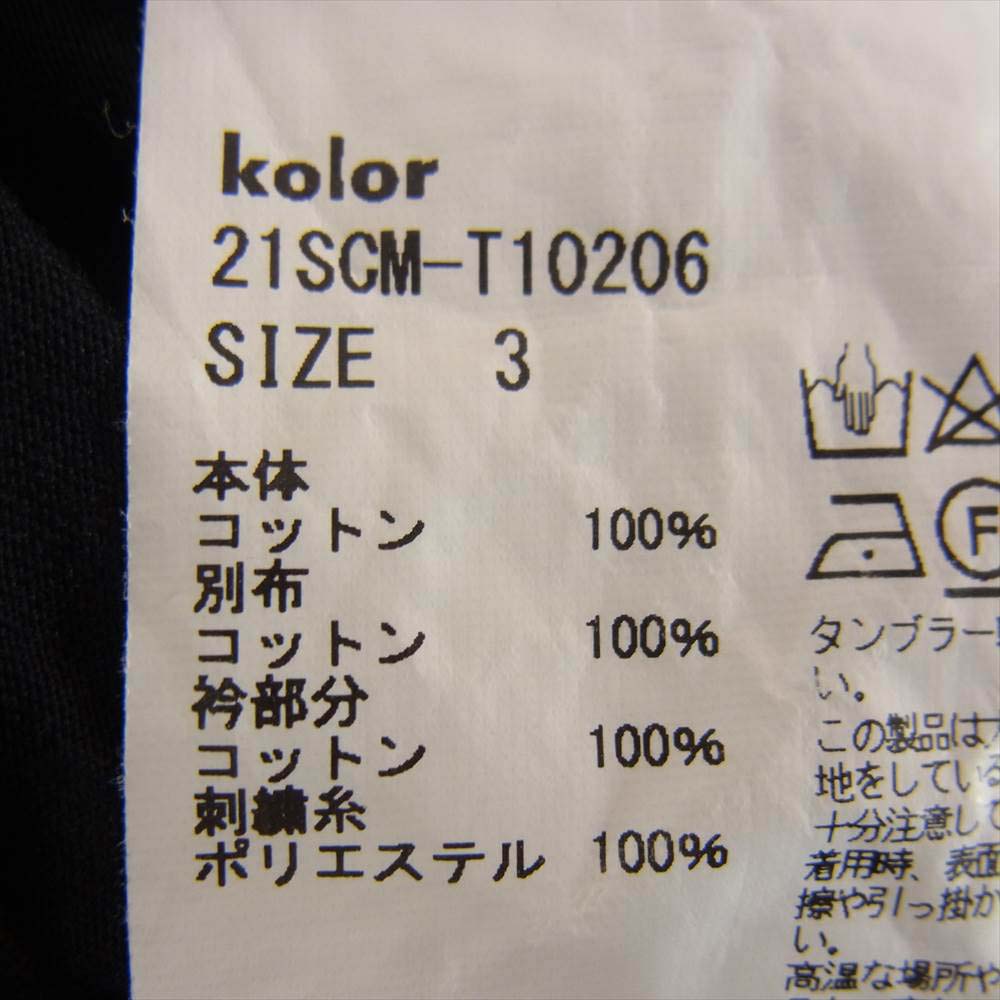 kolor
21SCM-T10206
SIZE 3
本体
コットン 100%
別布
コットン 100%
衿部分
コットン 100%
刺繍糸
ポリエステル 100%
F
タンブラー
い。
この製品は
地をしている
十分注意して
着用時、表面
擦や引っ掛か
い。
高温な場所や